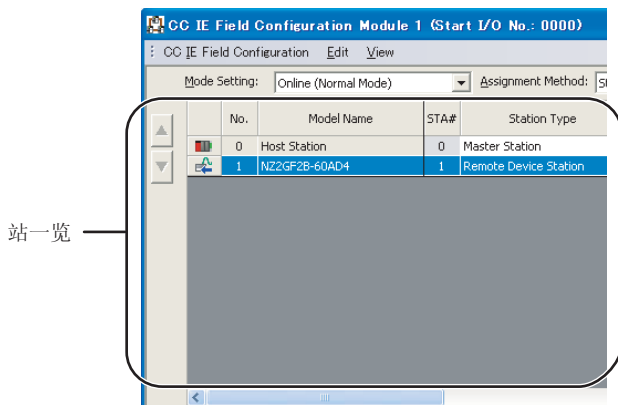 CC IE Field Configuration Module 1 (Start I/O No.: 0000)
CC IE Field Configuration Edit View
Mode Setting: Online (Normal Mode) Assignment Method:
No. Model Name STA# Station Type
0 Host Station 0 Master Station
1 NZ2GF2B-60AD4 1 Remote Device Station
站一览